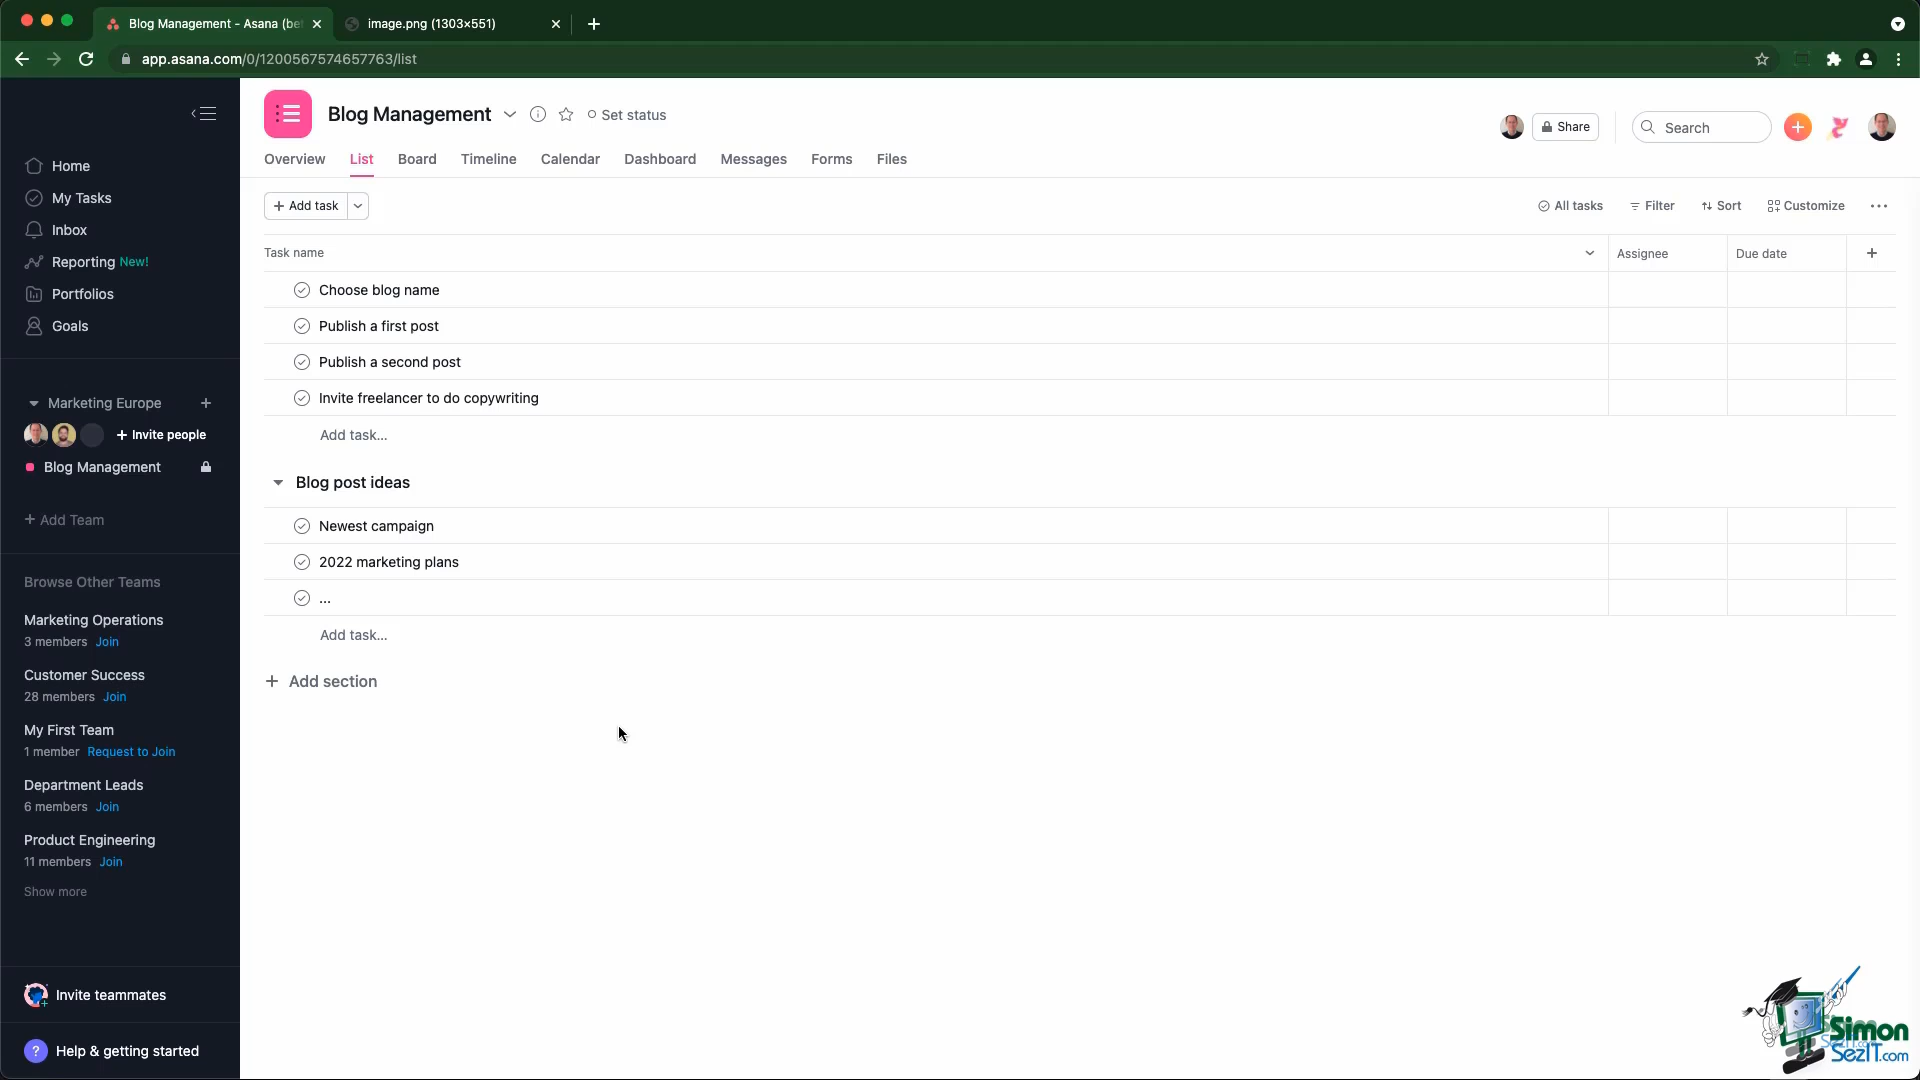 Blog Management - Asana (bet
image.png (1303×551)
app.asana.com/0/1200567574657763/list
Blog Management
Set status
Share
Search
Overview
List
Board
Timeline
Calendar
Dashboard
Messages
Forms
Files
Home
My Tasks
Inbox
Reporting New!
Portfolios
Goals
Marketing Europe
Invite people
Blog Management
+ Add Team
Browse Other Teams
Marketing Operations
3 members Join
Customer Success
28 members Join
My First Team
1 member Request to Join
Department Leads
6 members Join
Product Engineering
11 members Join
Show more
Invite teammates
? Help & getting started
+ Add task
All tasks
Filter
Sort
Customize
Task name
Assignee
Due date
Choose blog name
Publish a first post
Publish a second post
Invite freelancer to do copywriting
Add task...
Blog post ideas
Newest campaign
2022 marketing plans
...
Add task...
+ Add section
Simon
SezIT.com